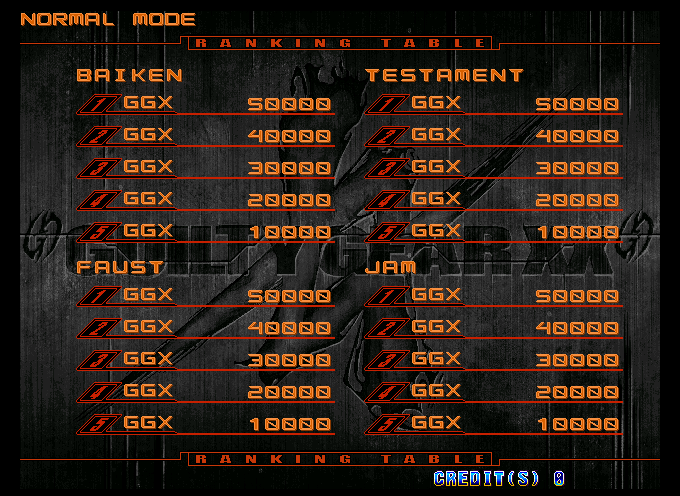 NORMAL MODE
RANKING TABLE
BAIKEN
1 GGX 50000
2 GGX 40000
3 GGX 30000
4 GGX 20000
5 GGX 10000
TESTAMENT
1 GGX 50000
2 GGX 40000
3 GGX 30000
4 GGX 20000
5 GGX 10000
GUILTY GEAR XX
FAUST
1 GGX 50000
2 GGX 40000
3 GGX 30000
4 GGX 20000
5 GGX 10000
JAM
1 GGX 50000
2 GGX 40000
3 GGX 30000
4 GGX 20000
5 GGX 10000
RANKING TABLE
CREDIT(S) 0